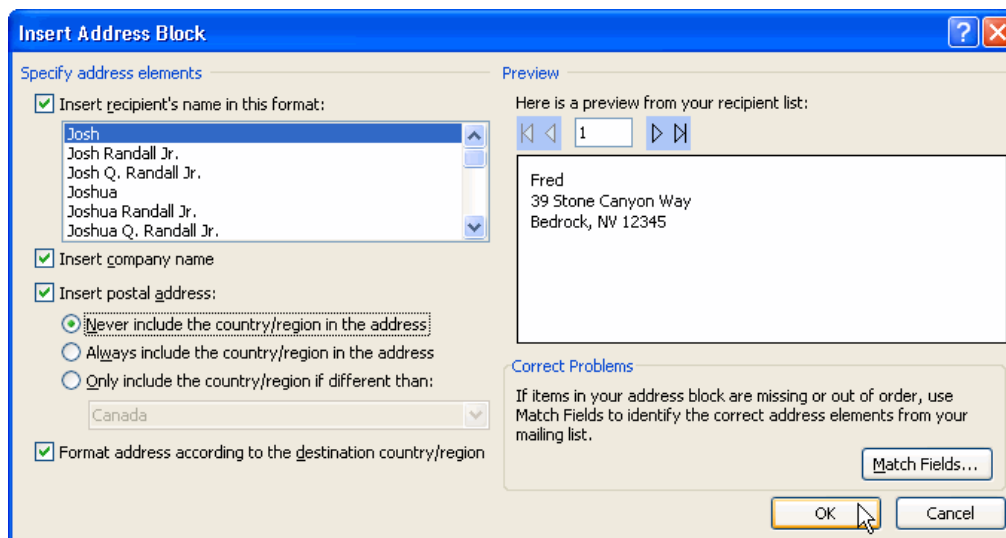 Insert Address Block
Specify address elements
Insert recipient's name in this format:
Josh
Josh Randall Jr.
Josh Q. Randall Jr.
Joshua
Joshua Randall Jr.
Joshua Q. Randall Jr.
Insert company name
Insert postal address:
Never include the country/region in the address
Always include the country/region in the address
Only include the country/region if different than:
Canada
Format address according to the destination country/region
Preview
Here is a preview from your recipient list:
1
Fred
39 Stone Canyon Way
Bedrock, NV 12345
Correct Problems
If items in your address block are missing or out of order, use
Match Fields to identify the correct address elements from your
mailing list.
Match Fields...
OK
Cancel